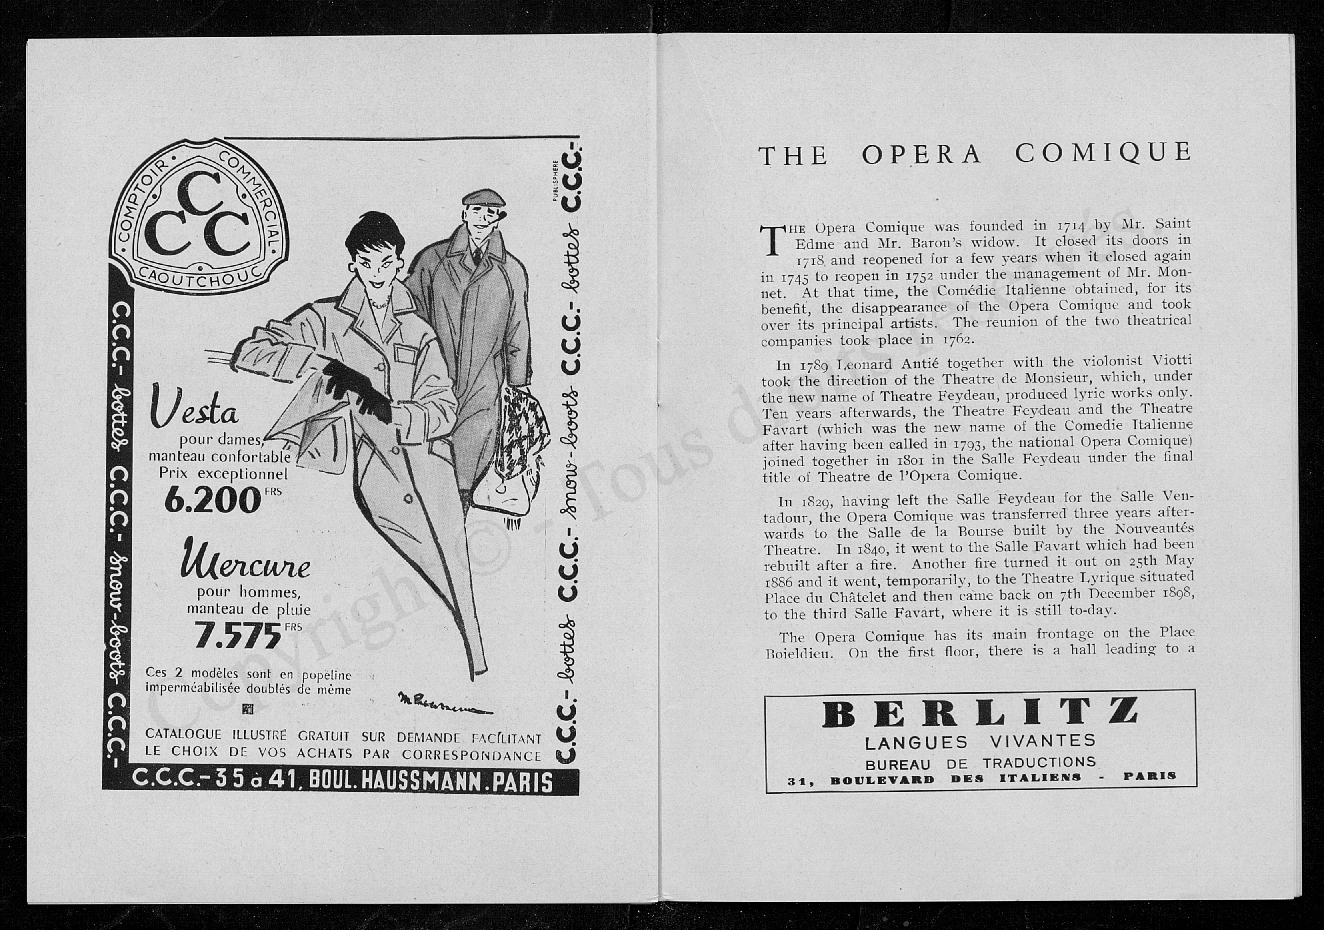 COMPTOIR · COMMERCIAL · CAOUTCHOUC
C
C C
C.C.C.- bottes C.C.C.- snow-boots C.C.C.-
C.C.C.- bottes C.C.C.- snow-boots C.C.C.- bottes C.C.C.-
PUBLISPHÈRE
Vesta
pour dames,
manteau confortable
Prix exceptionnel
6.200 FRS
Mercure
pour hommes,
manteau de pluie
7.575 FRS
Ces 2 modèles sont en popeline
imperméabilisée doublés de même
CATALOGUE ILLUSTRÉ GRATUIT SUR DEMANDE FACILITANT
LE CHOIX DE VOS ACHATS PAR CORRESPONDANCE
C.C.C.-35 à 41, BOUL. HAUSSMANN.PARIS
THE OPERA COMIQUE
THE Opera Comique was founded in 1714 by Mr. Saint
Edme and Mr. Baron's widow. It closed its doors in
1718 and reopened for a few years when it closed again
in 1745 to reopen in 1752 under the management of Mr. Mon-
net. At that time, the Comédie Italienne obtained, for its
benefit, the disappearance of the Opera Comique and took
over its principal artists. The reunion of the two theatrical
companies took place in 1762.
In 1789 Leonard Antié together with the violonist Viotti
took the direction of the Theatre de Monsieur, which, under
the new name of Theatre Feydeau, produced lyric works only.
Ten years afterwards, the Theatre Feydeau and the Theatre
Favart (which was the new name of the Comedie Italienne
after having been called in 1793, the national Opera Comique)
joined together in 1801 in the Salle Feydeau under the final
title of Theatre de l'Opera Comique.
In 1829, having left the Salle Feydeau for the Salle Ven-
tadour, the Opera Comique was transferred three years after-
wards to the Salle de la Bourse built by the Nouveautés
Theatre. In 1840, it went to the Salle Favart which had been
rebuilt after a fire. Another fire turned it out on 25th May
1886 and it went, temporarily, to the Theatre Lyrique situated
Place du Châtelet and then came back on 7th December 1898,
to the third Salle Favart, where it is still to-day.
The Opera Comique has its main frontage on the Place
Boieldieu. On the first floor, there is a hall leading to a
BERLITZ
LANGUES VIVANTES
BUREAU DE TRADUCTIONS
31, BOULEVARD DES ITALIENS - PARIS
Copyright © - Tous droits réservés